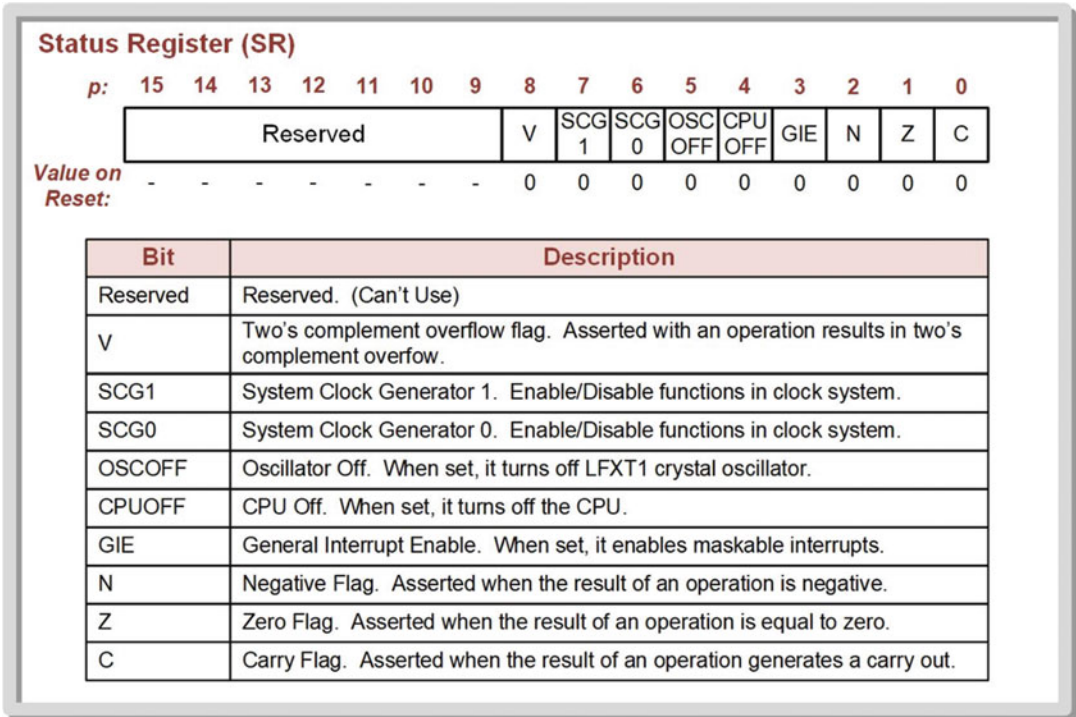 Status Register (SR)
p: 15 14 13 12 11 10 9 8 7 6 5 4 3 2 1 0
Reserved V SCG 1 SCG 0 OSC OFF CPU OFF GIE N Z C
Value on Reset: - - - - - - - 0 0 0 0 0 0 0 0 0
Bit Description
Reserved Reserved. (Can't Use)
V Two's complement overflow flag. Asserted with an operation results in two's
complement overfow.
SCG1 System Clock Generator 1. Enable/Disable functions in clock system.
SCG0 System Clock Generator 0. Enable/Disable functions in clock system.
OSCOFF Oscillator Off. When set, it turns off LFXT1 crystal oscillator.
CPUOFF CPU Off. When set, it turns off the CPU.
GIE General Interrupt Enable. When set, it enables maskable interrupts.
N Negative Flag. Asserted when the result of an operation is negative.
Z Zero Flag. Asserted when the result of an operation is equal to zero.
C Carry Flag. Asserted when the result of an operation generates a carry out.